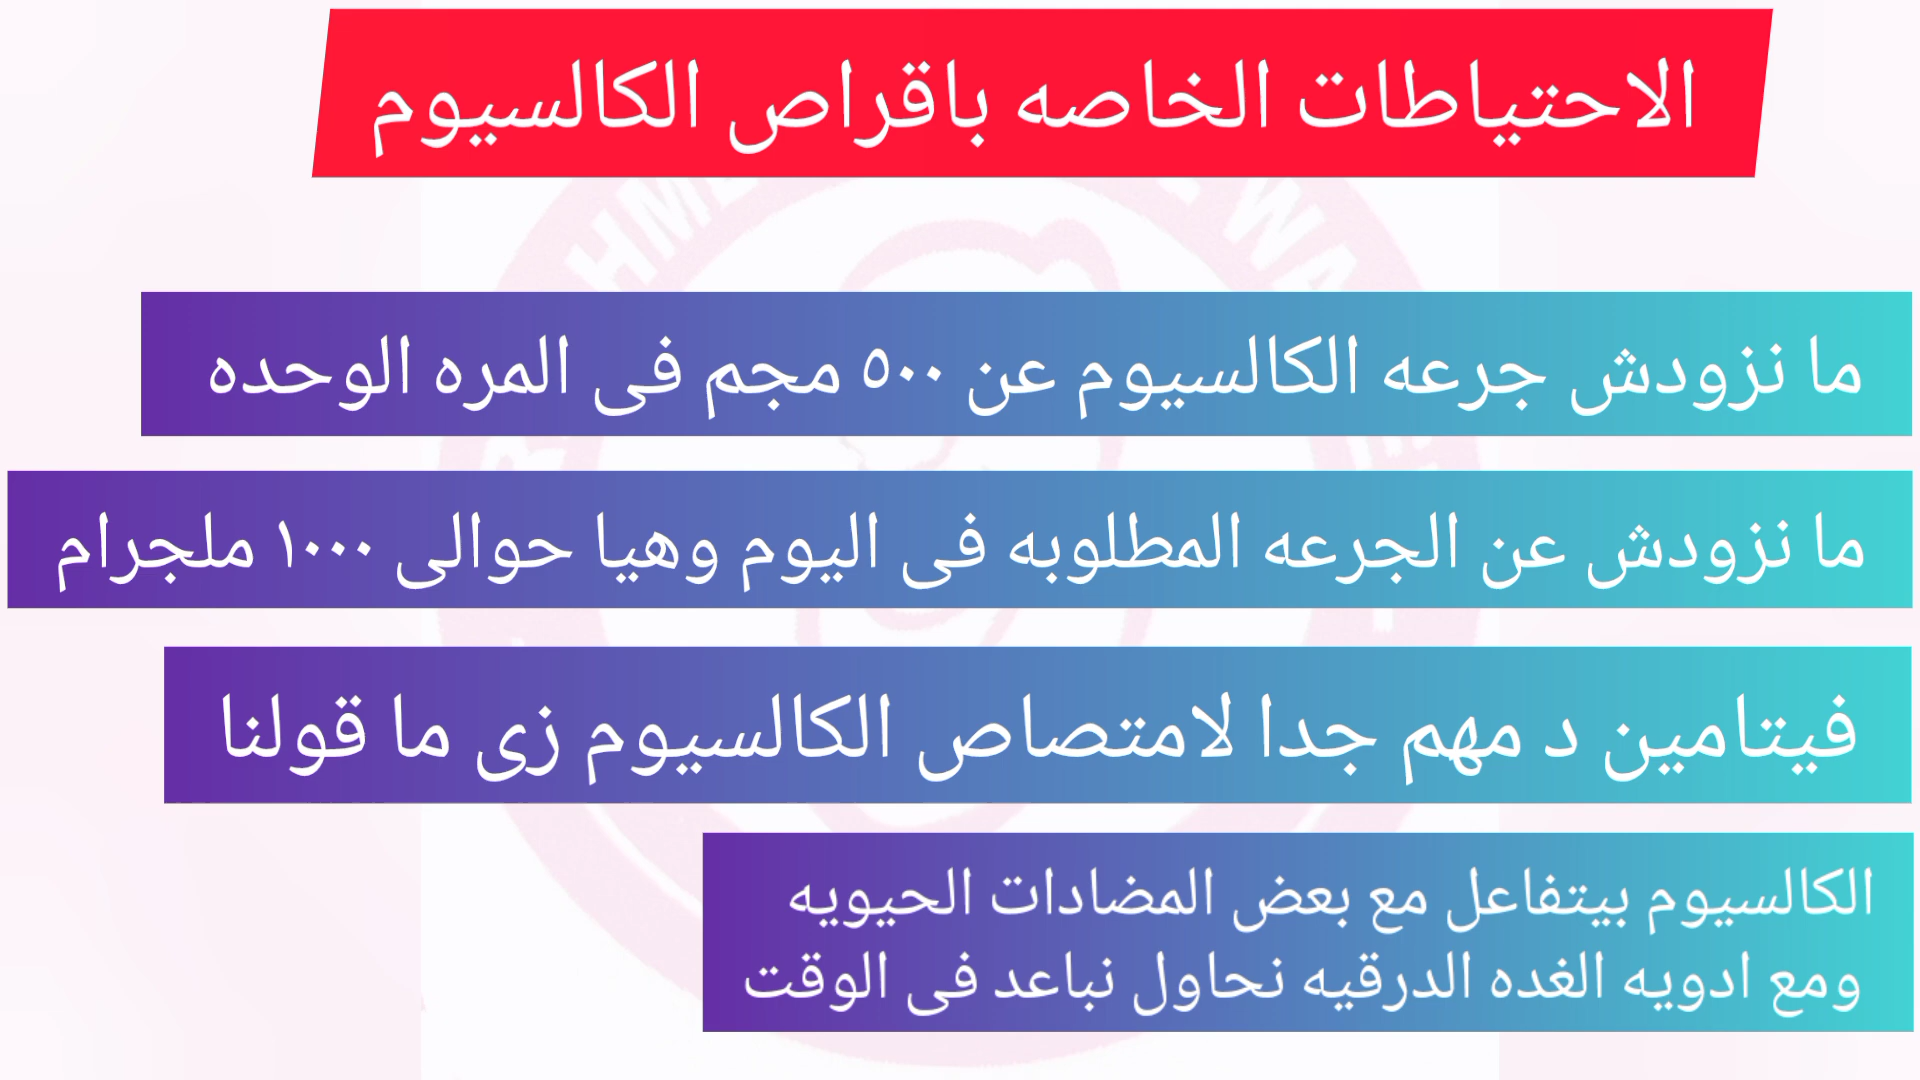 الاحتياطات الخاصه باقراص الكالسيوم
ما نزودش جرعه الكالسيوم عن ٥٠٠ مجم فى المره الوحده
ما نزودش عن الجرعه المطلوبه فى اليوم وهيا حوالى ١٠٠٠ ملجرام
فيتامين د مهم جدا لامتصاص الكالسيوم زى ما قولنا
الكالسيوم بيتفاعل مع بعض المضادات الحيويه
ومع ادويه الغده الدرقيه نحاول نباعد فى الوقت